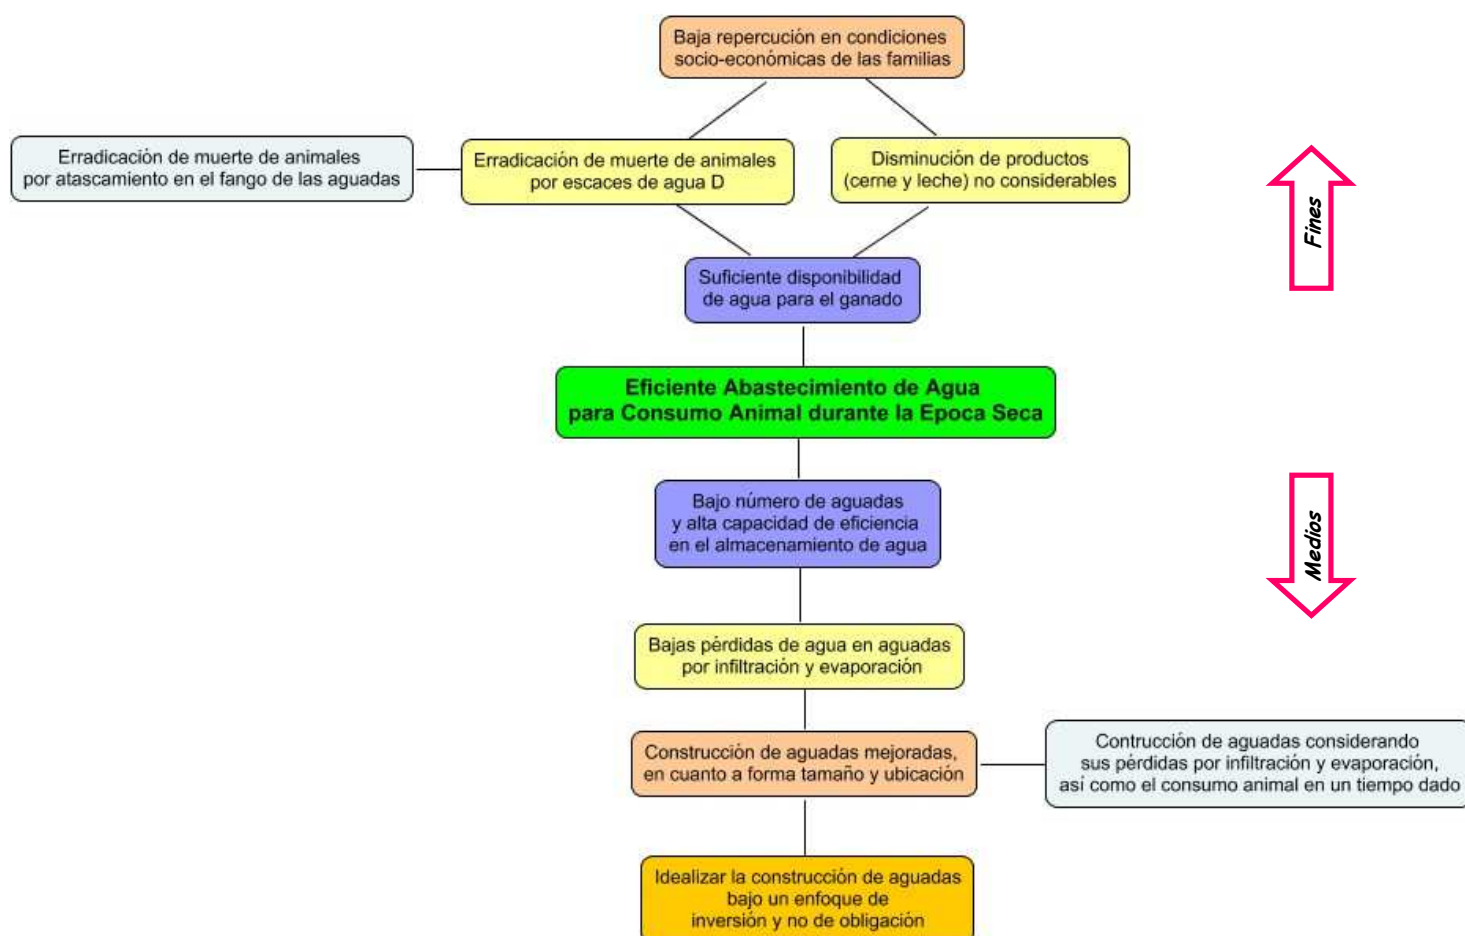 Baja repercución en condiciones
socio-económicas de las familias
Erradicación de muerte de animales
por atascamiento en el fango de las aguadas
Erradicación de muerte de animales
por escaces de agua D
Disminución de productos
(cerne y leche) no considerables
Fines
Suficiente disponibilidad
de agua para el ganado
Eficiente Abastecimiento de Agua
para Consumo Animal durante la Epoca Seca
Bajo número de aguadas
y alta capacidad de eficiencia
en el almacenamiento de agua
Medios
Bajas pérdidas de agua en aguadas
por infiltración y evaporación
Construcción de aguadas mejoradas,
en cuanto a forma tamaño y ubicación
Contrucción de aguadas considerando
sus pérdidas por infiltración y evaporación,
así como el consumo animal en un tiempo dado
Idealizar la construcción de aguadas
bajo un enfoque de
inversión y no de obligación